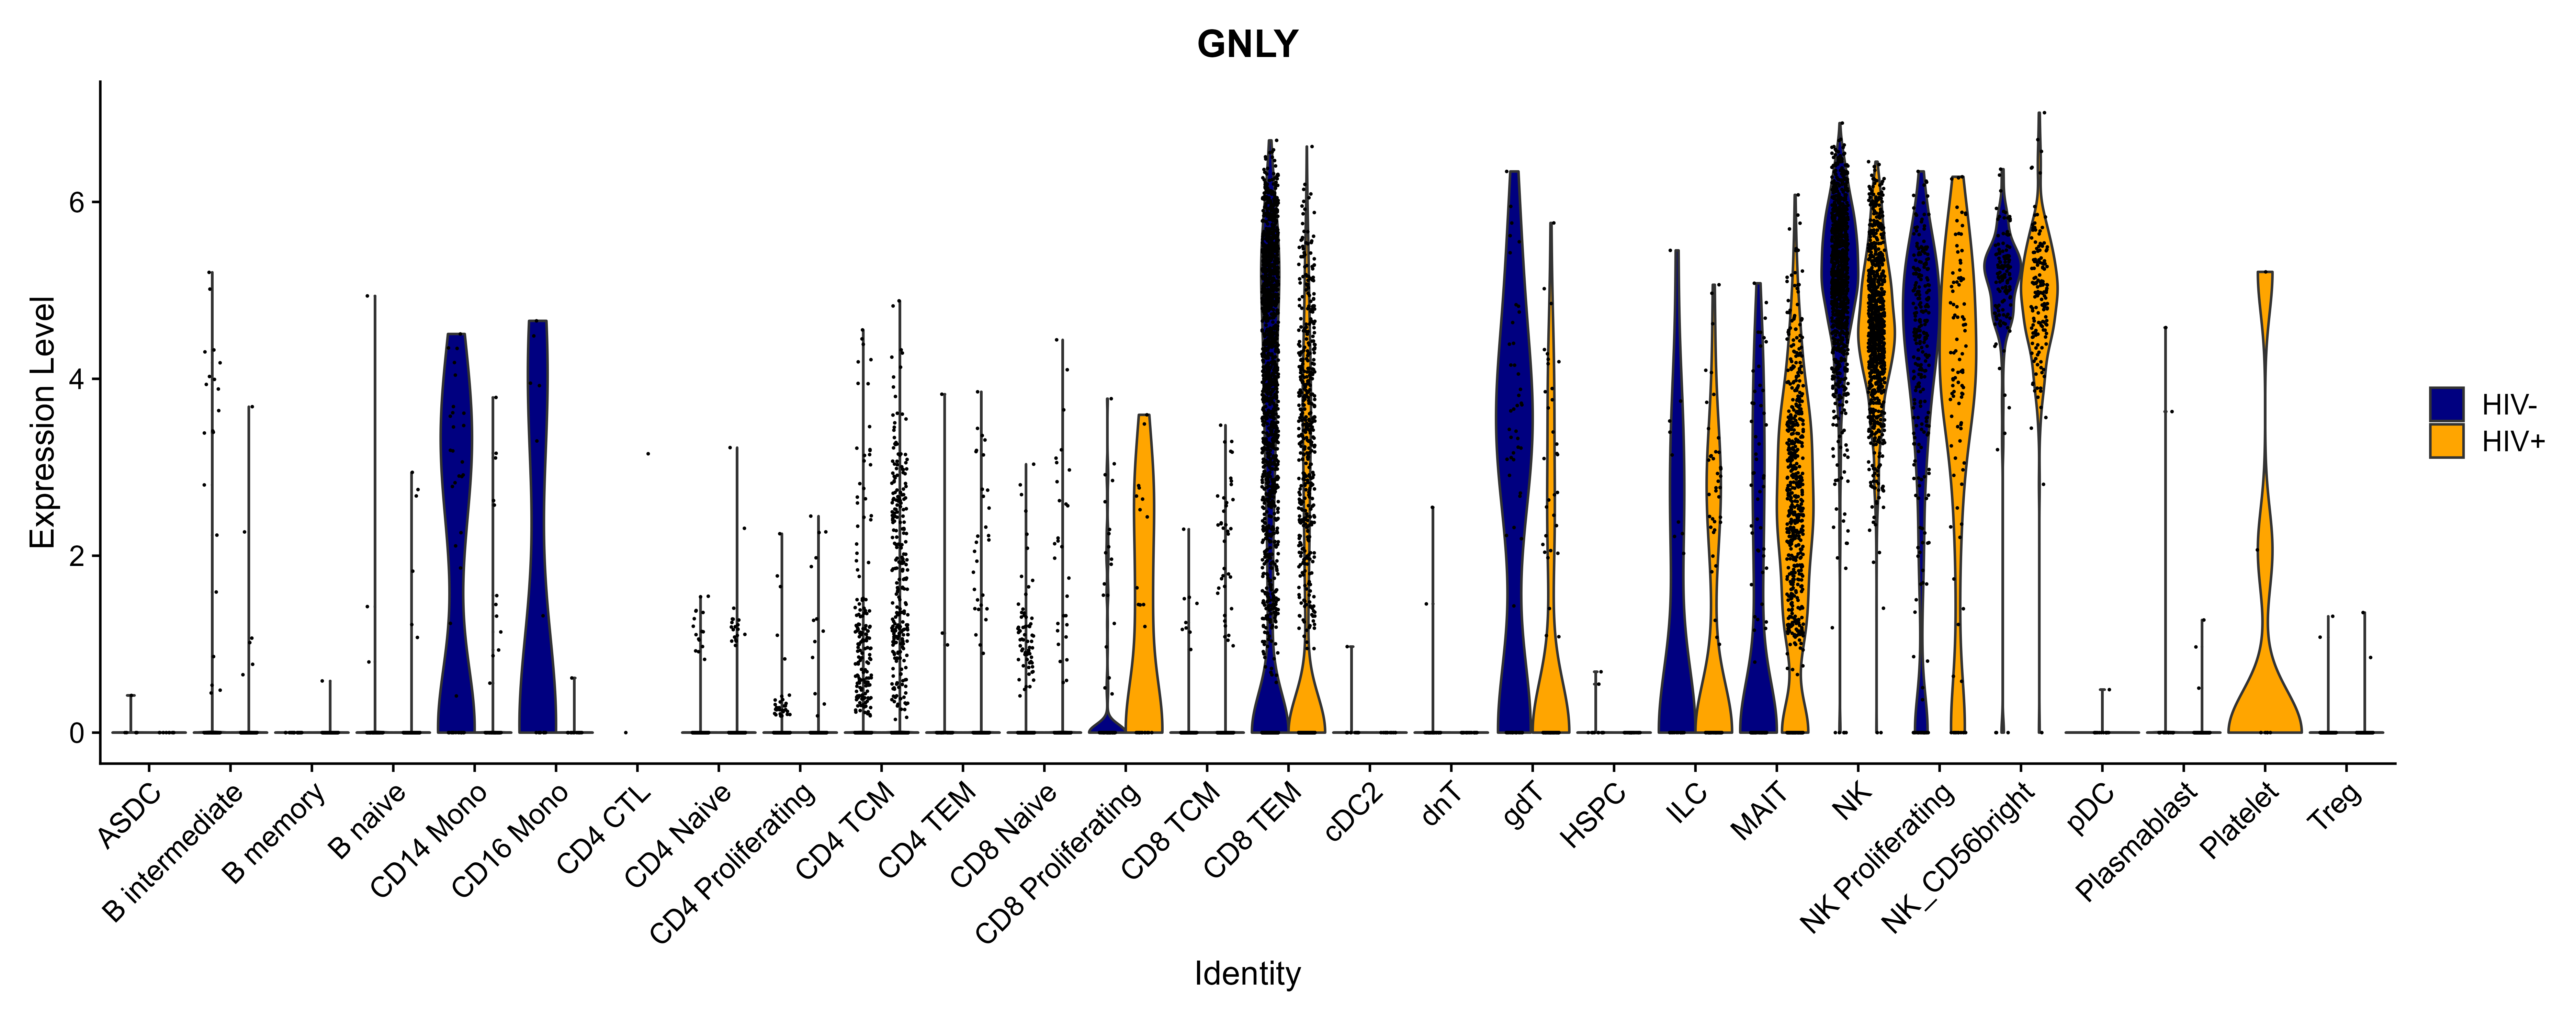 GNLY
Expression Level
6
4
2
0
ASDC
B intermediate
B memory
B naive
CD14 Mono
CD16 Mono
CD4 CTL
CD4 Naive
CD4 Proliferating
CD4 TCM
CD4 TEM
CD8 Naive
CD8 Proliferating
CD8 TCM
CD8 TEM
cDC2
dnT
gdT
HSPC
ILC
MAIT
NK
NK Proliferating
NK_CD56bright
pDC
Plasmablast
Platelet
Treg
Identity
HIV-
HIV+